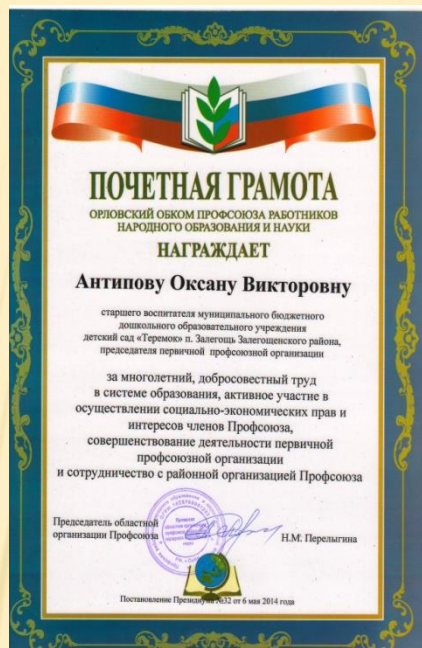 ПОЧЕТНАЯ ГРАМОТА
ОРЛОВСКИЙ ОБКОМ ПРОФСОЮЗА РАБОТНИКОВ
НАРОДНОГО ОБРАЗОВАНИЯ И НАУКИ
НАГРАЖДАЕТ
Антипову Оксану Викторовну
старшего воспитателя муниципального бюджетного
дошкольного образовательного учреждения
детский сад «Теремок» п. Залегощь Залегощенского района,
председателя первичной профсоюзной организации
за многолетний, добросовестный труд
в системе образования, активное участие в
осуществлении социально-экономических прав и
интересов членов Профсоюза,
совершенствование деятельности первичной
профсоюзной организации
и сотрудничество с районной организацией Профсоюза
Председатель областной
организации Профсоюза
Н.М. Перелыгина
Постановление Президиума №32 от 6 мая 2014 года